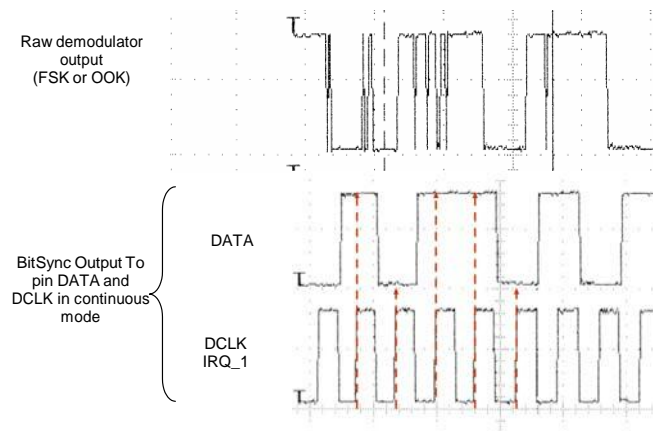 Raw demodulator
output
(FSK or OOK)
DATA
BitSync Output To
pin DATA and
DCLK in continuous
mode
DCLK
IRQ_1